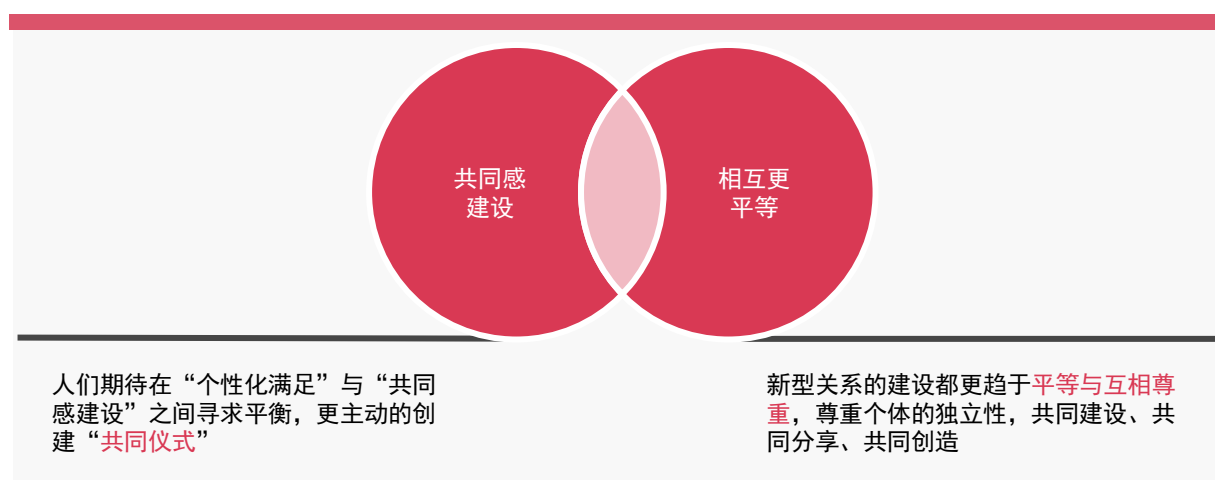 共同感
建设
相互更
平等
人们期待在“个性化满足”与“共同
感建设”之间寻求平衡，更主动的创
建“共同仪式”
新型关系的建设都更趋于平等与互相尊
重，尊重个体的独立性，共同建设、共
同分享、共同创造